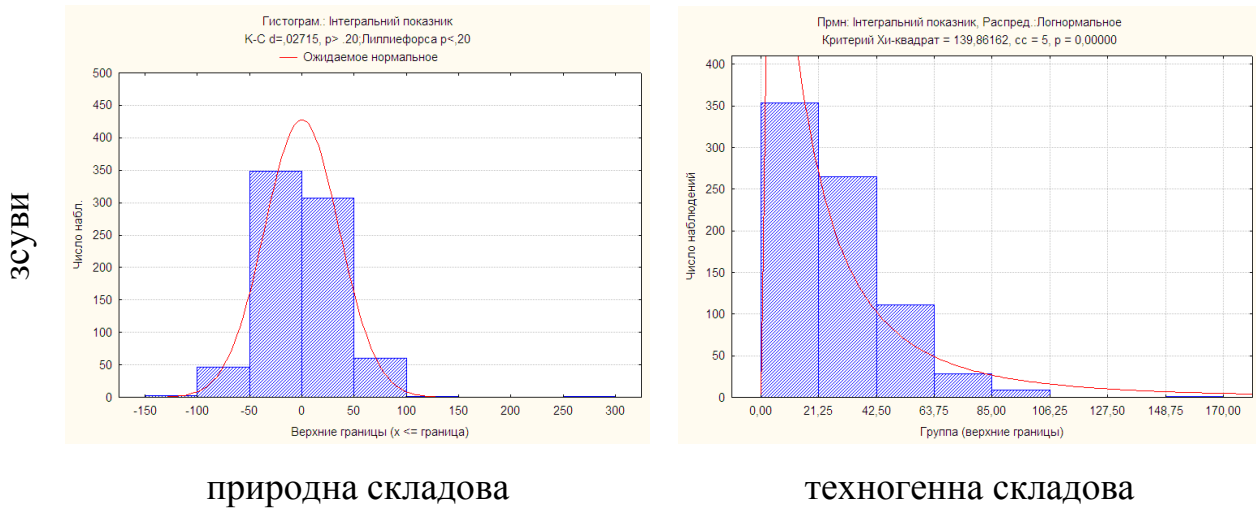 зсуви
Гистограм.: Інтегральний показник
К-С d=,02715, p> .20;Лиллиефорса p<,20
Ожидаемое нормальное
Число набл.
500
450
400
350
300
250
200
150
100
50
0
-150 -100 -50 0 50 100 150 200 250 300
Верхние границы (x <= граница)
природна складова
Прмн: Інтегральний показник, Распред.:Логнормальное
Критерий Хи-квадрат = 139,86162, сс = 5, p = 0,00000
Число наблюдений
400
350
300
250
200
150
100
50
0
0,00 21,25 42,50 63,75 85,00 106,25 127,50 148,75 170,00
Группа (верхние границы)
техногенна складова